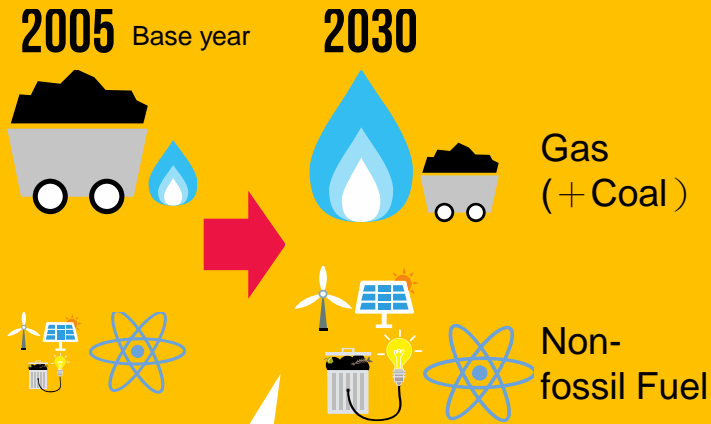 2005 Base year
2030
Gas
(＋Coal）
Non-
fossil Fuel